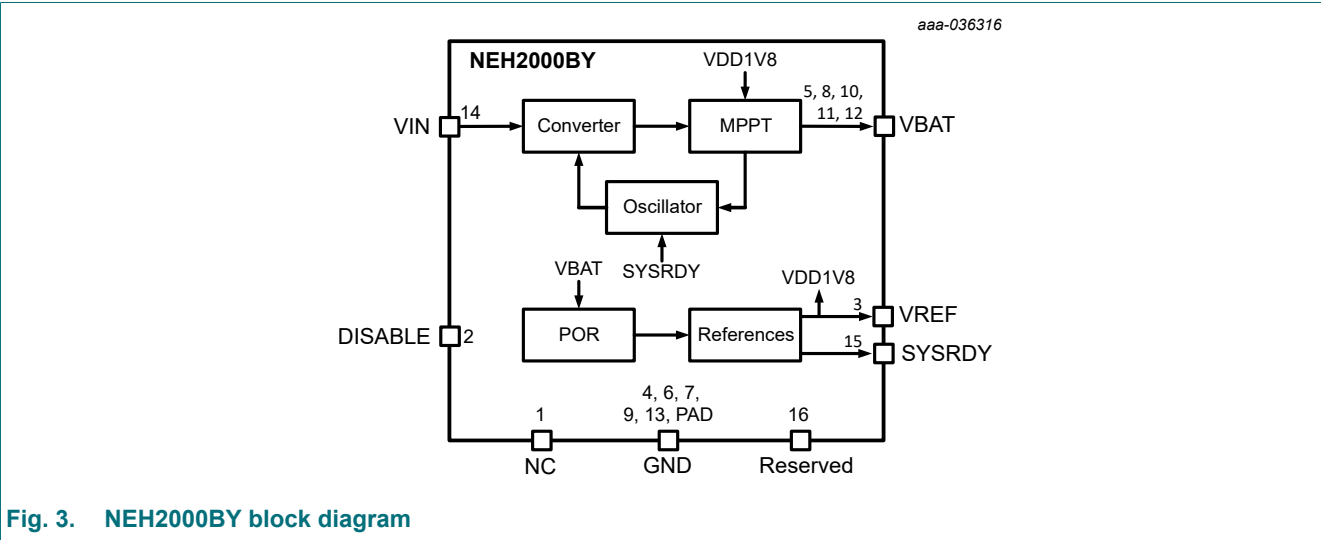 aaa-036316
NEH2000BY
VDD1V8
VIN
14
Converter
MPPT
5, 8, 10,
11, 12
VBAT
Oscillator
SYSRDY
VBAT
VDD1V8
DISABLE
2
POR
References
3
VREF
15
SYSRDY
1
4, 6, 7,
9, 13, PAD
16
NC
GND
Reserved
Fig. 3. NEH2000BY block diagram